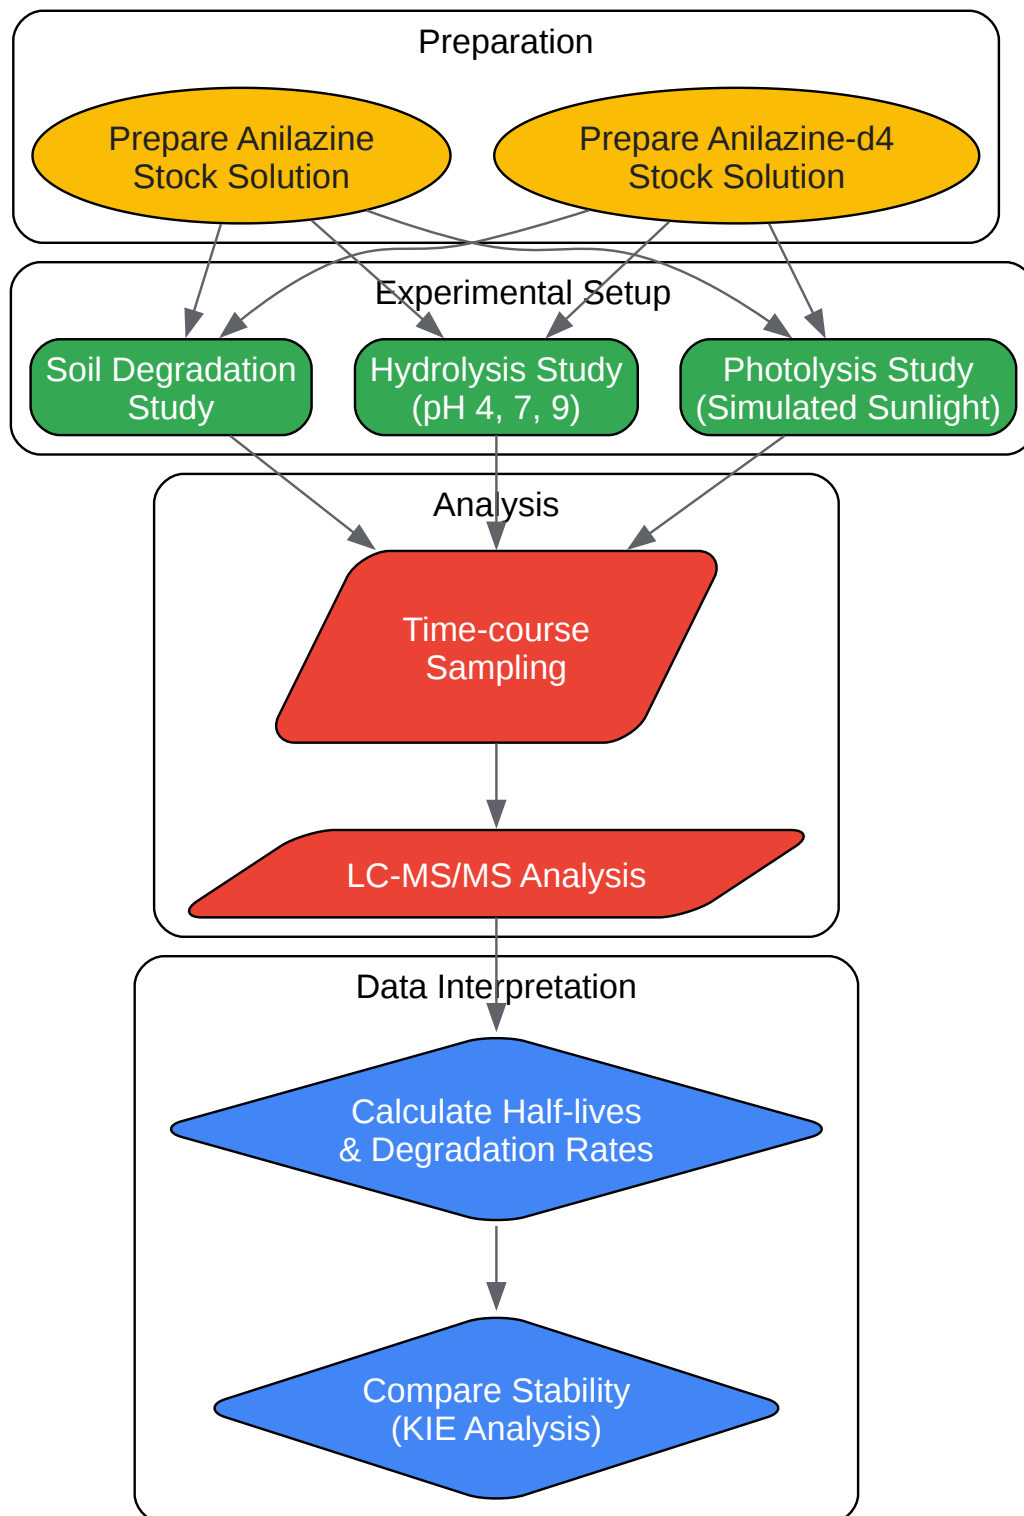 Preparation
Prepare Anilazine
Stock Solution
Prepare Anilazine-d4
Stock Solution
Experimental Setup
Soil Degradation
Study
Hydrolysis Study
(pH 4, 7, 9)
Photolysis Study
(Simulated Sunlight)
Analysis
Time-course
Sampling
LC-MS/MS Analysis
Data Interpretation
Calculate Half-lives
& Degradation Rates
Compare Stability
(KIE Analysis)